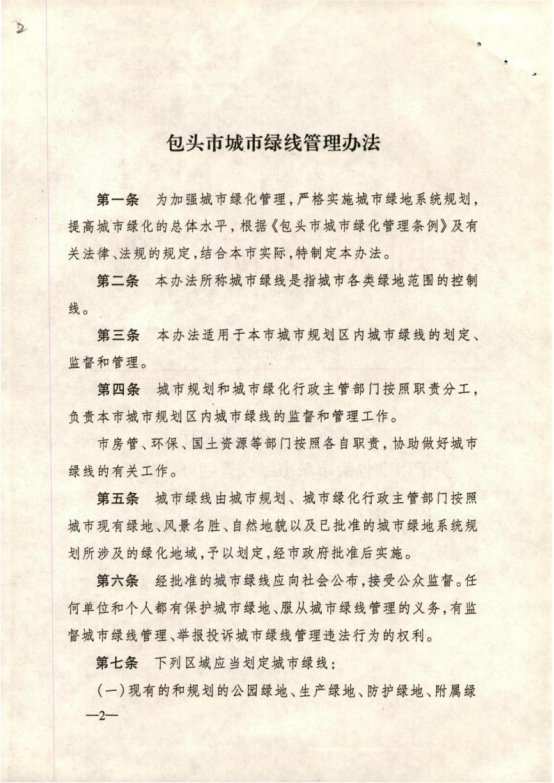 2
包头市城市绿线管理办法
第一条 为加强城市绿化管理,严格实施城市绿地系统规划,
提高城市绿化的总体水平,根据《包头市城市绿化管理条例》及有
关法律、法规的规定,结合本市实际,特制定本办法。
第二条 本办法所称城市绿线是指城市各类绿地范围的控制
线。
第三条 本办法适用于本市城市规划区内城市绿线的划定、
监督和管理。
第四条 城市规划和城市绿化行政主管部门按照职责分工,
负责本市城市规划区内城市绿线的监督和管理工作。
市房管、环保、国土资源等部门按照各自职责,协助做好城市
绿线的有关工作。
第五条 城市绿线由城市规划、城市绿化行政主管部门按照
城市现有绿地、风景名胜、自然地貌以及已批准的城市绿地系统规
划所涉及的绿化地域,予以划定,经市政府批准后实施。
第六条 经批准的城市绿线应向社会公布,接受公众监督。任
何单位和个人都有保护城市绿地、服从城市绿线管理的义务,有监
督城市绿线管理、举报投诉城市绿线管理违法行为的权利。
第七条 下列区域应当划定城市绿线:
(一)现有的和规划的公园绿地、生产绿地、防护绿地、附属绿
—2—